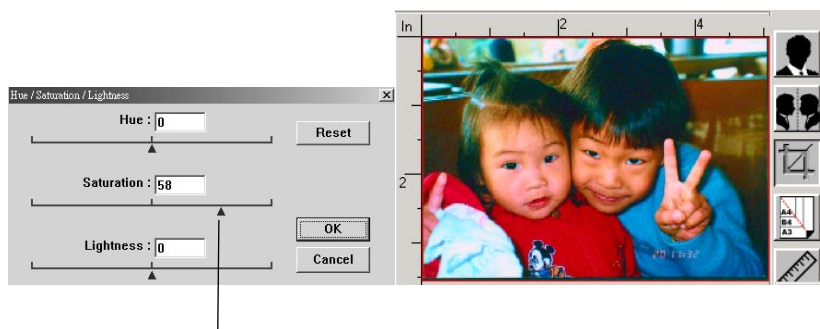 Hue / Saturation / Lightness
Hue : 0
Reset
Saturation : 58
OK
Lightness : 0
Cancel
In 2 4
2
A4
B4
A3